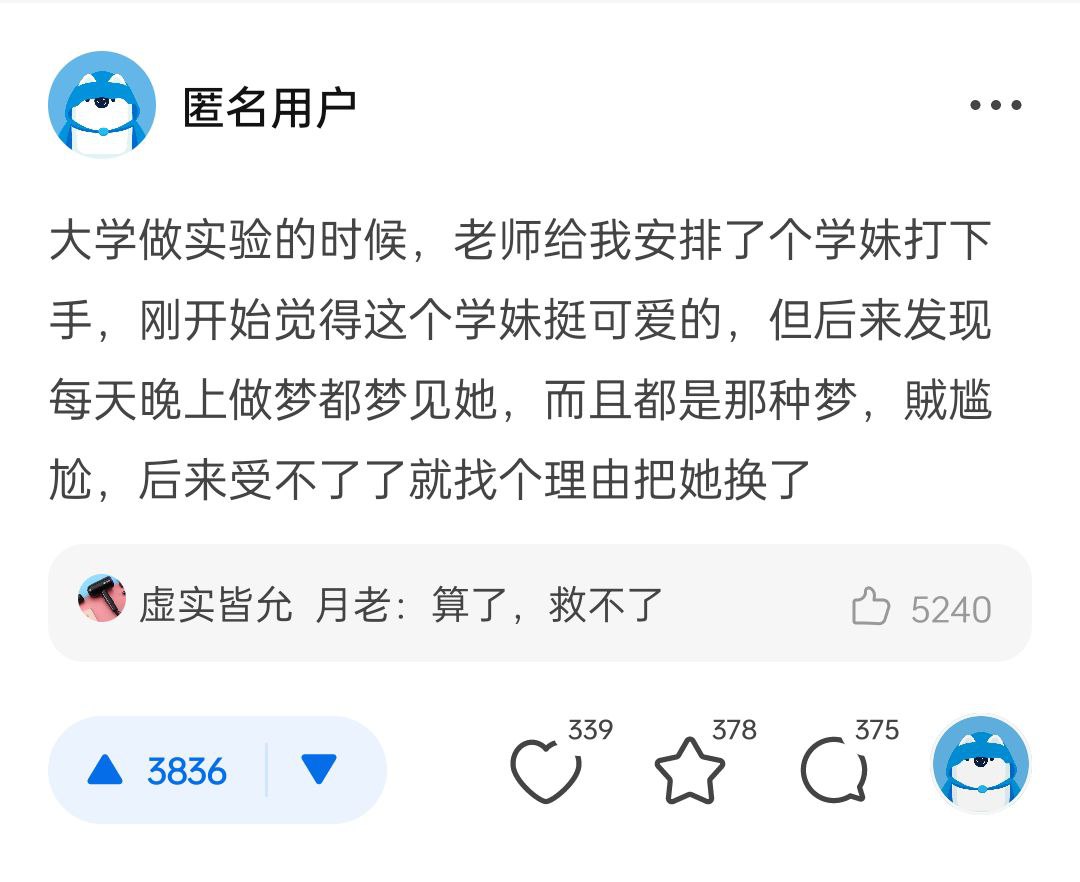 匿名用户
大学做实验的时候，老师给我安排了个学妹打下
手，刚开始觉得这个学妹挺可爱的，但后来发现
每天晚上做梦都梦见她，而且都是那种梦，贼尴
尬，后来受不了了就找个理由把她换了
虚实皆允 月老：算了，救不了
5240
3836
339
378
375